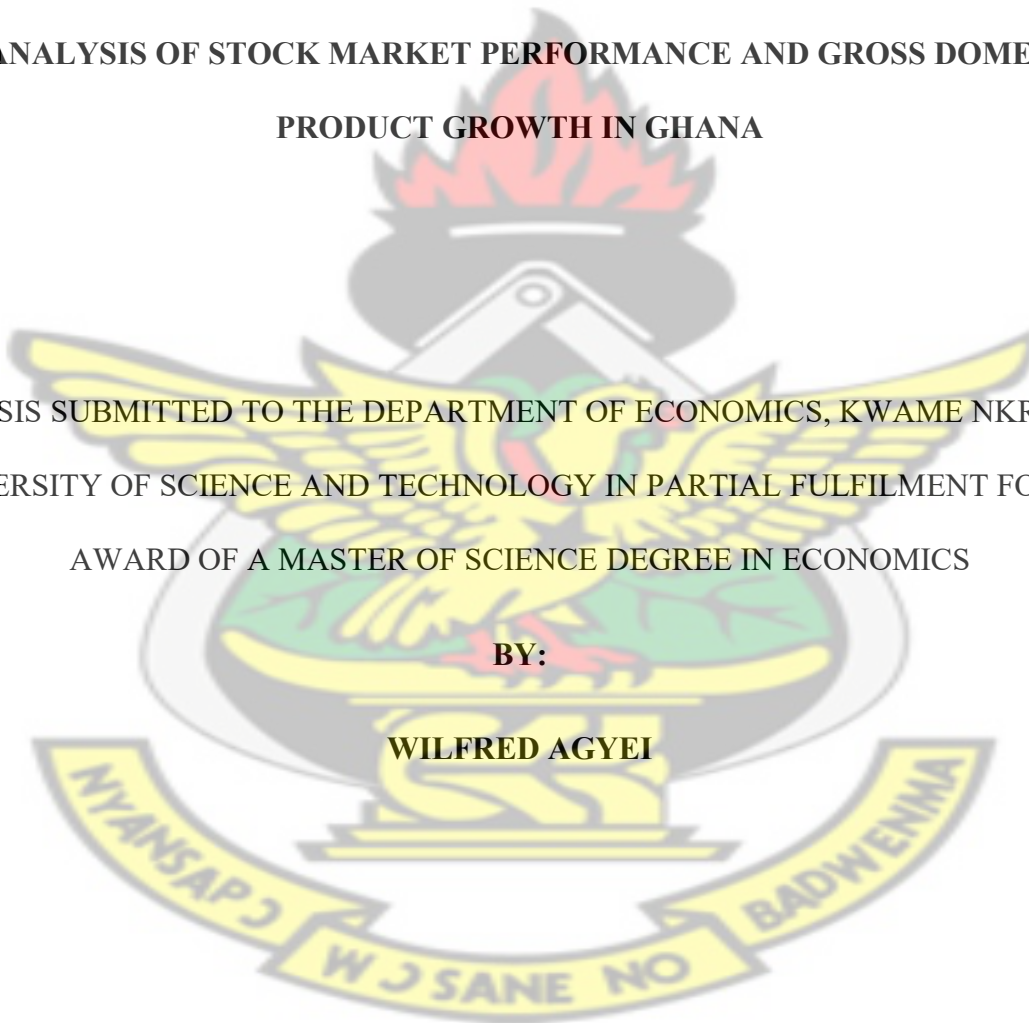 ANALYSIS OF STOCK MARKET PERFORMANCE AND GROSS DOME
PRODUCT GROWTH IN GHANA
SIS SUBMITTED TO THE DEPARTMENT OF ECONOMICS, KWAME NKR
ERSITY OF SCIENCE AND TECHNOLOGY IN PARTIAL FULFILMENT FO
AWARD OF A MASTER OF SCIENCE DEGREE IN ECONOMICS
BY:
WILFRED AGYEI
NYANSAPƆ
WƆSANE NO
BADWENMA